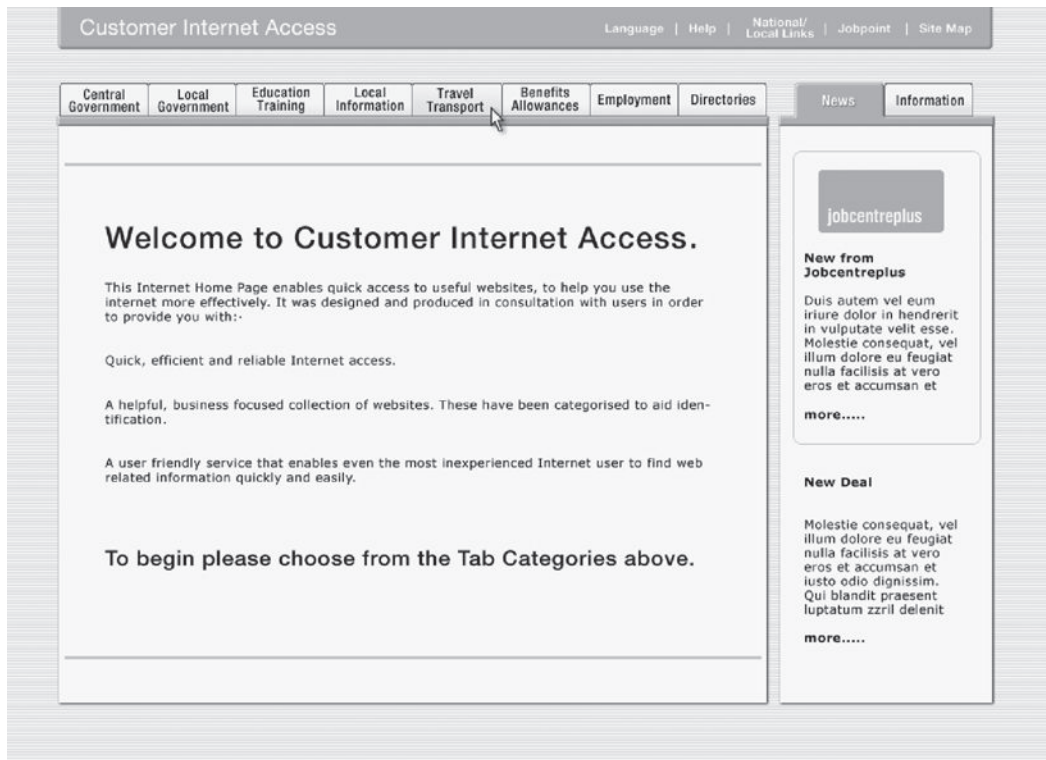 Customer Internet Access
Language | Help | National/ Local Links | Jobpoint | Site Map
Central Government
Local Government
Education Training
Local Information
Travel Transport
Benefits Allowances
Employment
Directories
News
Information
Welcome to Customer Internet Access.
This Internet Home Page enables quick access to useful websites, to help you use the
internet more effectively. It was designed and produced in consultation with users in order
to provide you with:-
Quick, efficient and reliable Internet access.
A helpful, business focused collection of websites. These have been categorised to aid iden-
tification.
A user friendly service that enables even the most inexperienced Internet user to find web
related information quickly and easily.
To begin please choose from the Tab Categories above.
jobcentreplus
New from
Jobcentreplus
Duis autem vel eum
iriure dolor in hendrerit
in vulputate velit esse.
Molestie consequat, vel
illum dolore eu feugiat
nulla facilisis at vero
eros et accumsan et
more.....
New Deal
Molestie consequat, vel
illum dolore eu feugiat
nulla facilisis at vero
eros et accumsan et
iusto odio dignissim.
Qui blandit praesent
luptatum zzril delenit
more.....